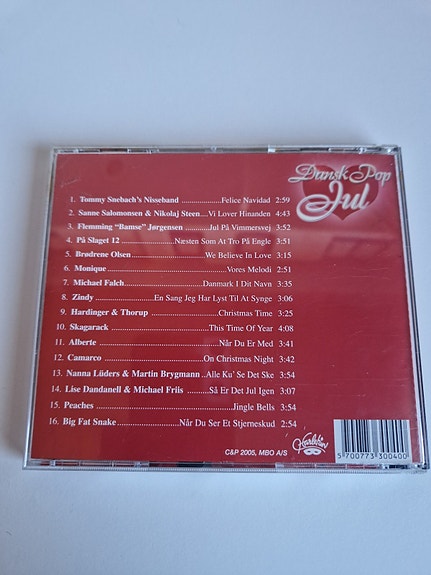 Dansk Pop
Jul
1. Tommy Snebach's Nisseband ..................Felice Navidad 2:59
2. Sanne Salomonsen & Nikolaj Steen....Vi Lover Hinanden 4:43
3. Flemming "Bamse" Jørgensen ............Jul På Vimmersvej 3:52
4. På Slaget 12 ......................Næsten Som At Tro På Engle 3:51
5. Brødrene Olsen ..............................We Believe In Love 3:15
6. Monique ................................................Vores Melodi 2:51
7. Michael Falch ......................................Danmark I Dit Navn 3:35
8. Zindy ..........................En Sang Jeg Har Lyst Til At Synge 3:06
9. Hardinger & Thorup ..............................Christmas Time 3:25
10. Skagarack ..........................................This Time Of Year 4:08
11. Alberte ..................................................Når Du Er Med 3:41
12. Camarco ......................................On Christmas Night 3:42
13. Nanna Lüders & Martin Brygmann ..Alle Ku' Se Det Ske 3:54
14. Lise Dandanell & Michael Friis ......Så Er Det Jul Igen 3:07
15. Peaches ......................................................Jingle Bells 3:54
16. Big Fat Snake ....................Når Du Ser Et Stjerneskud 2:54
C&P 2005, MBO A/S
Harlekin
5 700773 300400